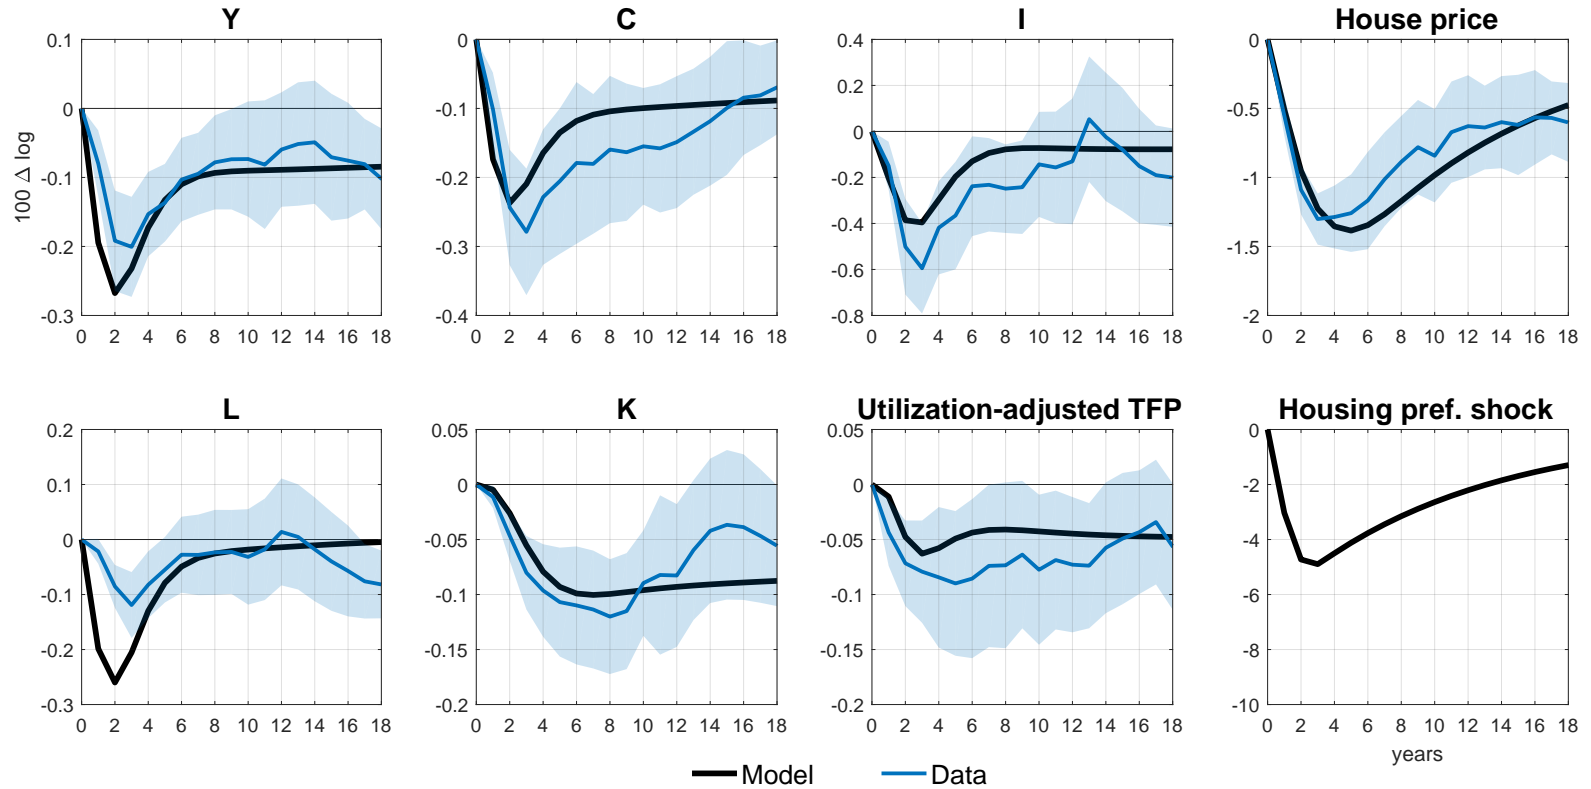 Y
C
I
House price
100 Δ log
0.1
0
-0.1
-0.2
-0.3
0 2 4 6 8 10 12 14 16 18
0
-0.1
-0.2
-0.3
-0.4
0 2 4 6 8 10 12 14 16 18
0.4
0.2
0
-0.2
-0.4
-0.6
-0.8
0 2 4 6 8 10 12 14 16 18
0
-0.5
-1
-1.5
-2
0 2 4 6 8 10 12 14 16 18
L
K
Utilization-adjusted TFP
Housing pref. shock
0.2
0.1
0
-0.1
-0.2
-0.3
0 2 4 6 8 10 12 14 16 18
0.05
0
-0.05
-0.1
-0.15
-0.2
0 2 4 6 8 10 12 14 16 18
0.05
0
-0.05
-0.1
-0.15
-0.2
0 2 4 6 8 10 12 14 16 18
0
-2
-4
-6
-8
-10
0 2 4 6 8 10 12 14 16 18
years
Model
Data